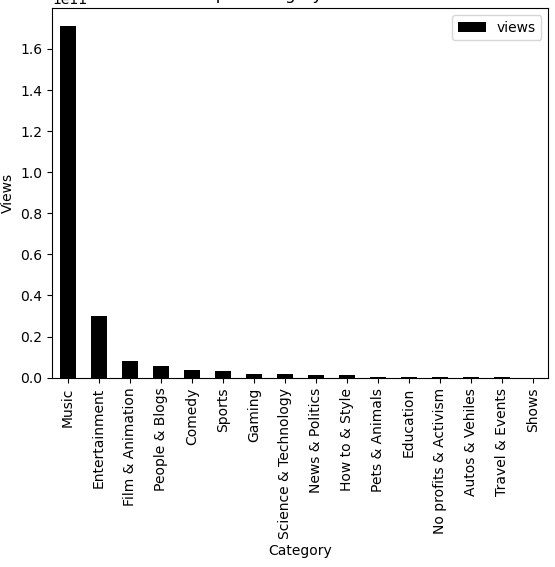 1e11
views
1.6
1.4
1.2
1.0
0.8
0.6
0.4
0.2
0.0
Views
Music
Entertainment
Film & Animation
People & Blogs
Comedy
Sports
Gaming
Science & Technology
News & Politics
How to & Style
Pets & Animals
Education
No profits & Activism
Autos & Vehiles
Travel & Events
Shows
Category